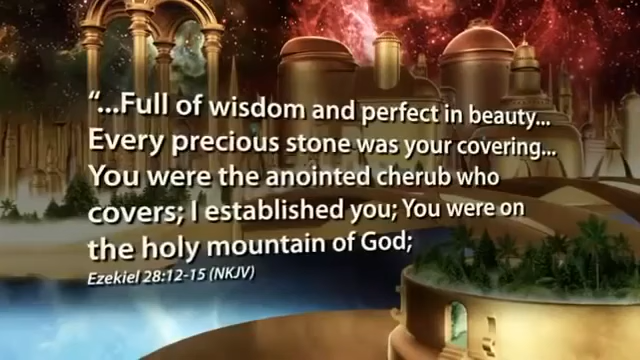 “...Full of wisdom and perfect in beauty...
Every precious stone was your covering...
You were the anointed cherub who
covers; I established you; You were on
the holy mountain of God;
Ezekiel 28:12-15 (NKJV)